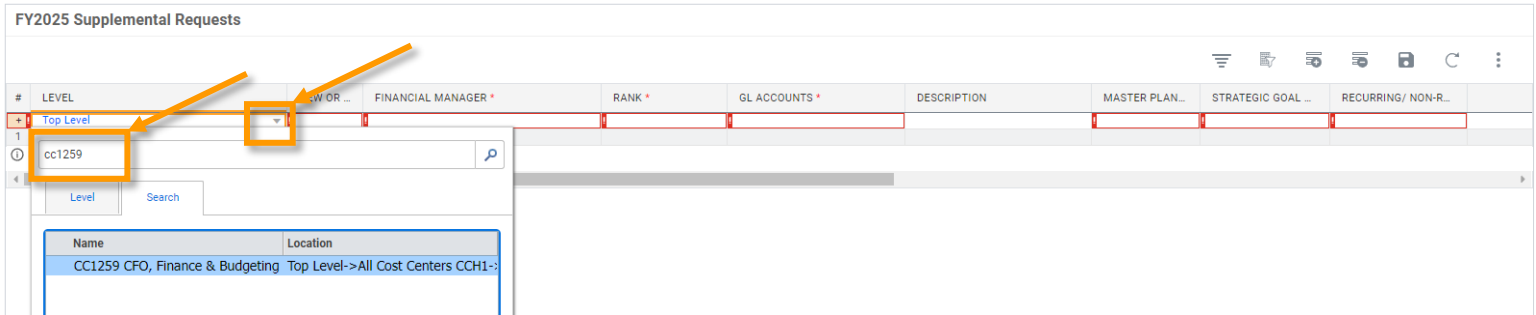 FY2025 Supplemental Requests
# LEVEL EW OR ... FINANCIAL MANAGER * RANK * GL ACCOUNTS * DESCRIPTION MASTER PLAN... STRATEGIC GOAL ... RECURRING/ NON-R...
+ Top Level
1
cc1259
Level Search
Name Location
CC1259 CFO, Finance & Budgeting Top Level->All Cost Centers CCH1->